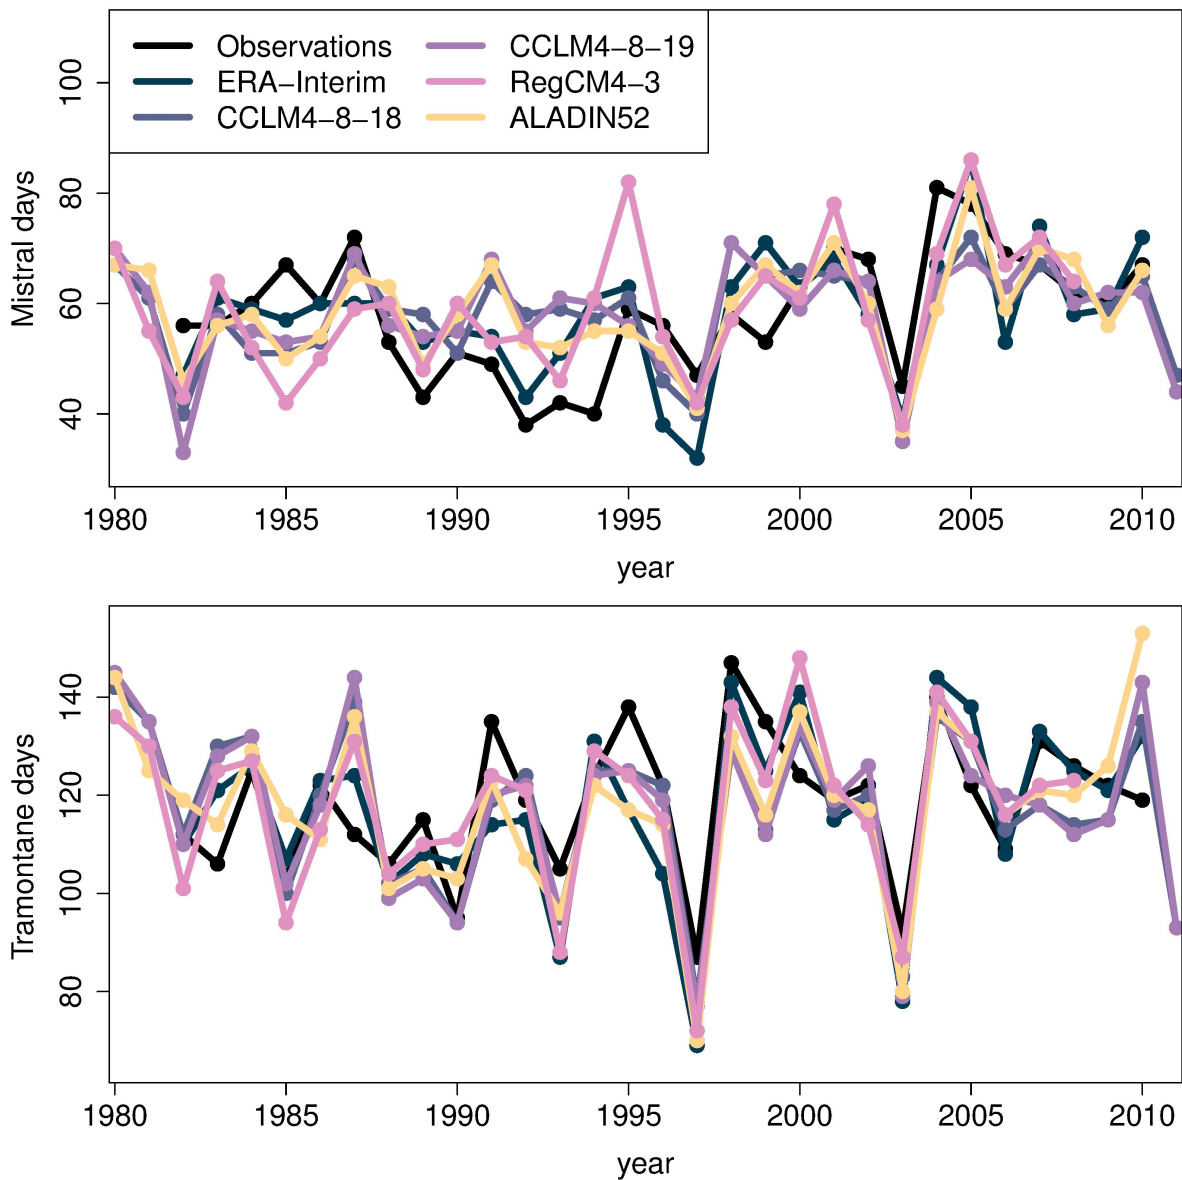 Observations
ERA−Interim
CCLM4−8−18
CCLM4−8−19
RegCM4−3
ALADIN52
Mistral days
100
80
60
40
1980 1985 1990 1995 2000 2005 2010
year
Tramontane days
140
120
100
80
1980 1985 1990 1995 2000 2005 2010
year